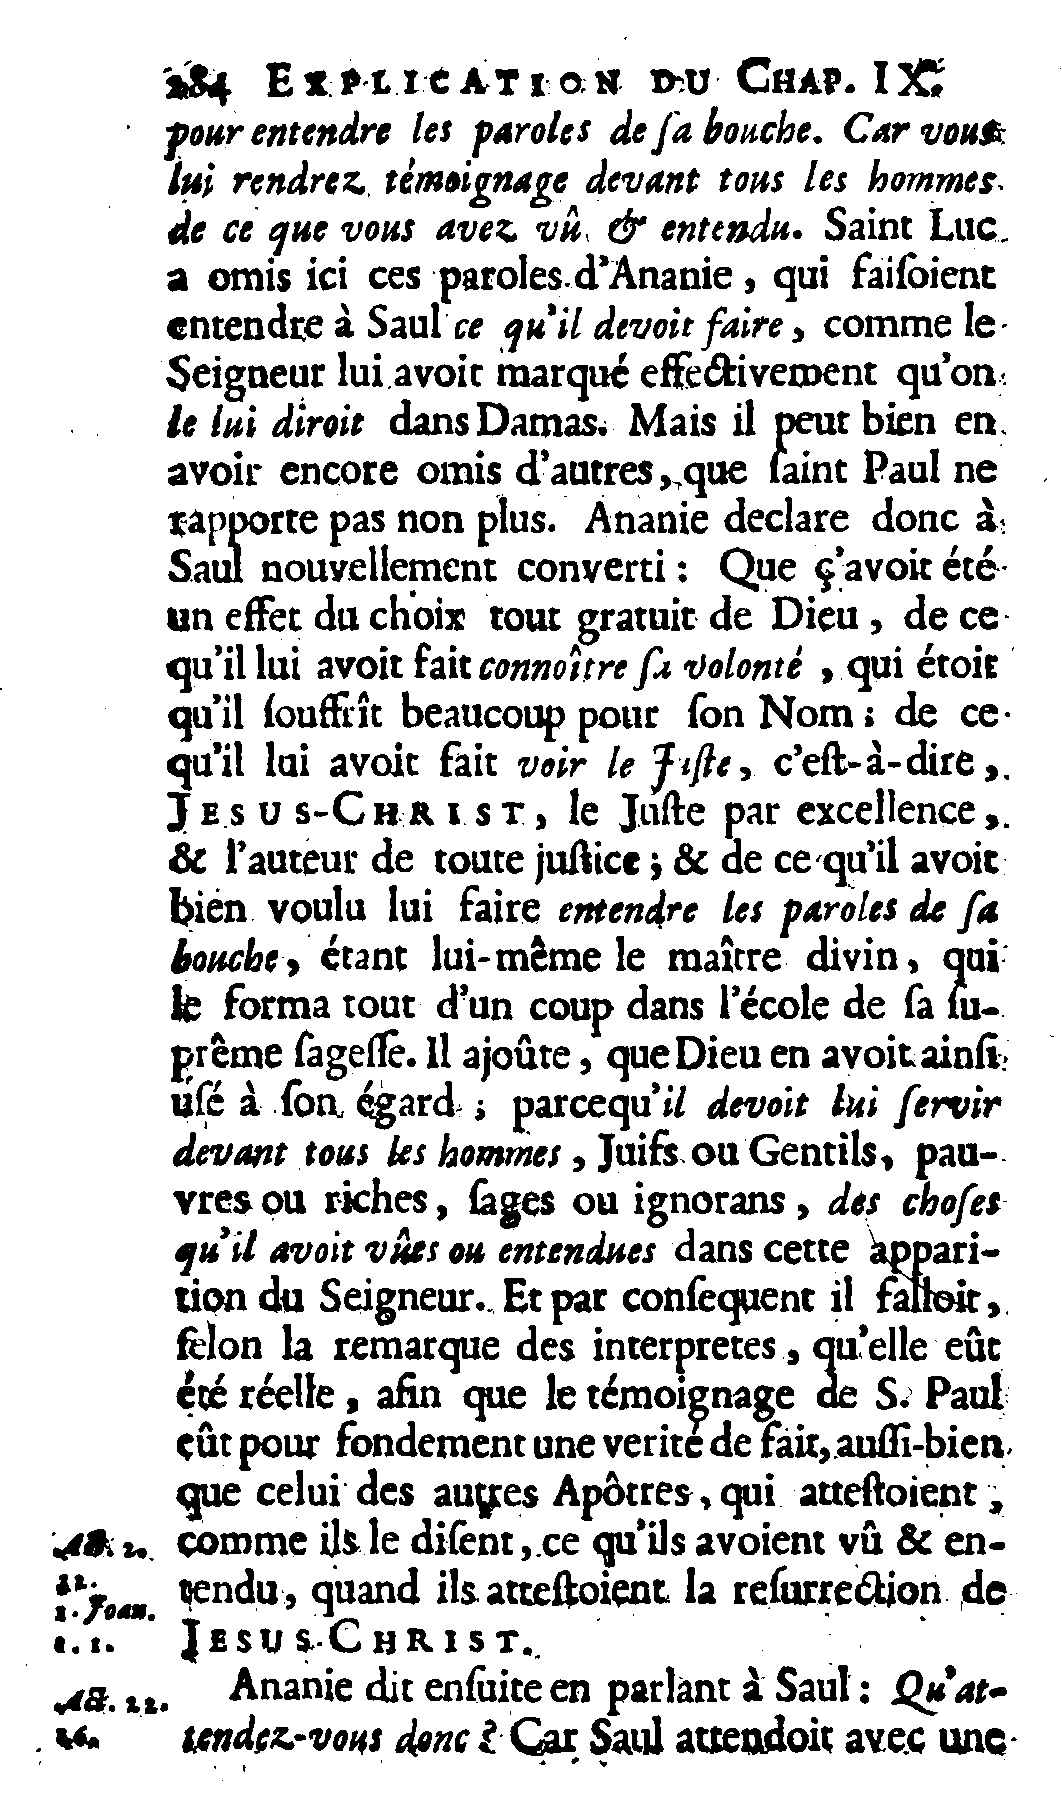 284 EXPLICATION DU CHAP. IX.
pour entendre les paroles de ſa bouche. Car vous
lui rendrez témoignage devant tous les hommes
de ce que vous avez vû & entendu. Saint Luc
a omis ici ces paroles d'Ananie, qui faiſoient
entendre à Saul ce qu'il devoit faire, comme le
Seigneur lui avoit marqué effectivement qu'on
le lui diroit dans Damas. Mais il peut bien en
avoir encore omis d'autres, que ſaint Paul ne
rapporte pas non plus. Ananie declare donc à
Saul nouvellement converti : Que ç'avoit été
un effet du choix tout gratuit de Dieu, de ce
qu'il lui avoit fait connoître ſa volonté, qui étoit
qu'il ſouffrît beaucoup pour ſon Nom ; de ce
qu'il lui avoit fait voir le Juſte, c'eſt-à-dire,
JESUS-CHRIST, le Juſte par excellence,
& l'auteur de toute juſtice ; & de ce qu'il avoit
bien voulu lui faire entendre les paroles de ſa
bouche, étant lui-même le maître divin, qui
le forma tout d'un coup dans l'école de ſa ſu-
prême ſageſſe. Il ajoûte, que Dieu en avoit ainſi
uſé à ſon égard ; parcequ'il devoit lui ſervir
devant tous les hommes, Juifs ou Gentils, pau-
vres ou riches, ſages ou ignorans, des choſes
qu'il avoit vûes ou entendues dans cette appari-
tion du Seigneur. Et par conſequent il falloit,
ſelon la remarque des interpretes, qu'elle eût
été réelle, afin que le témoignage de S. Paul
eût pour fondement une verité de fait, auſſi-bien
que celui des autres Apôtres, qui atteſtoient,
comme ils le diſent, ce qu'ils avoient vû & en-
tendu, quand ils atteſtoient la reſurrection de
JESUS-CHRIST.
Act. 2.
1. Joan.
1. 1.
Ananie dit enſuite en parlant à Saul : Qu'at-
tendez-vous donc ? Car Saul attendoit avec une
Act. 22.
16.